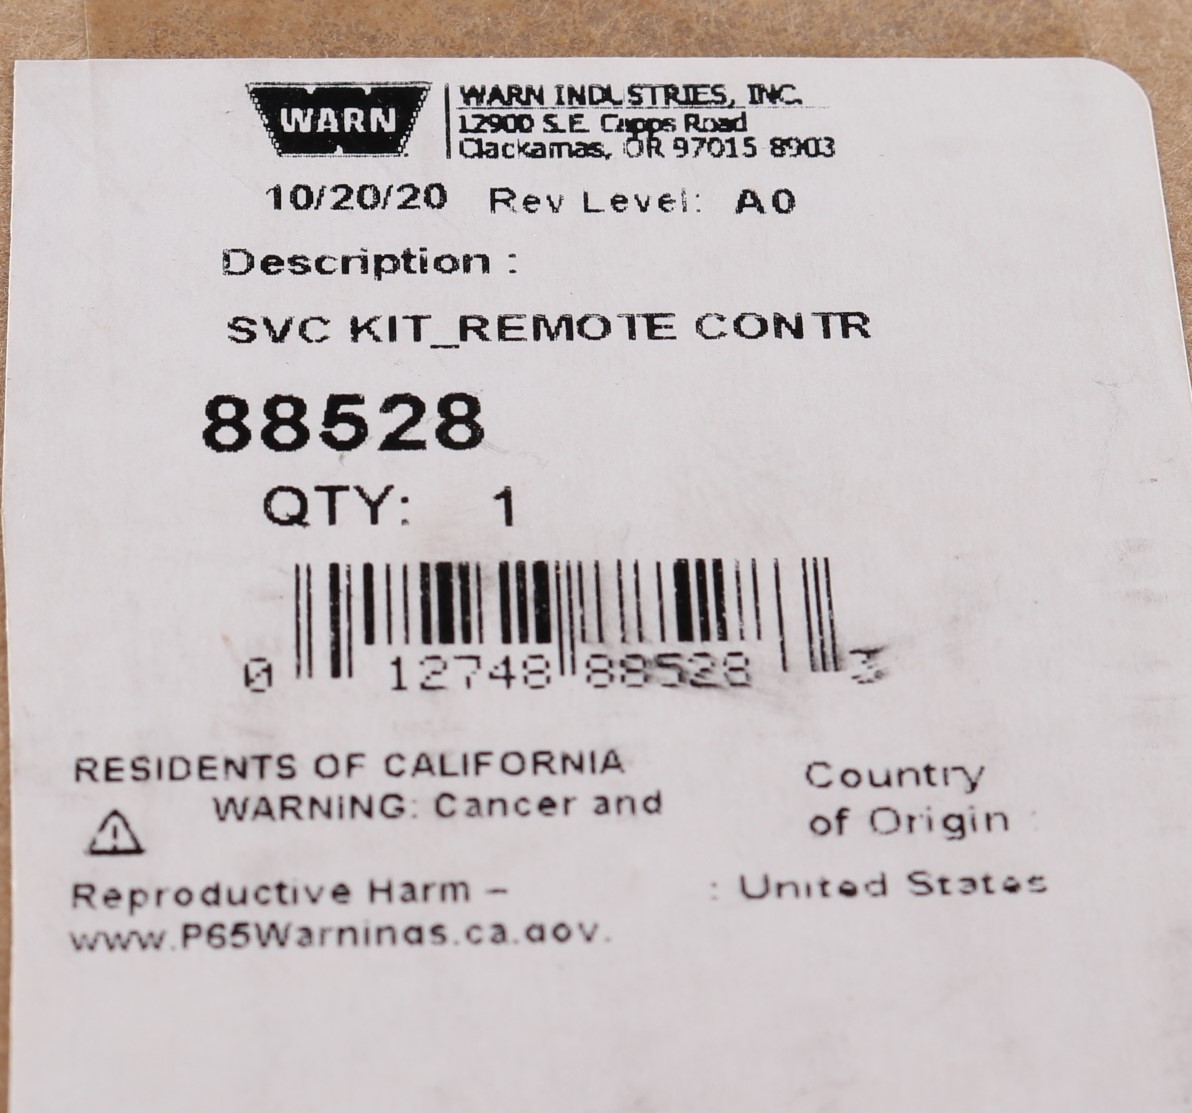 WARN
WARN INDUSTRIES, INC.
12900 S.E. Capps Road
Clackamas, OR 97015-8903
10/20/20 Rev Level: A0
Description :
SVC KIT_REMOTE CONTR
88528
QTY: 1
0 12748 88528 3
RESIDENTS OF CALIFORNIA
WARNING: Cancer and
Reproductive Harm –
www.P65Warnings.ca.gov.
Country
of Origin :
: United States